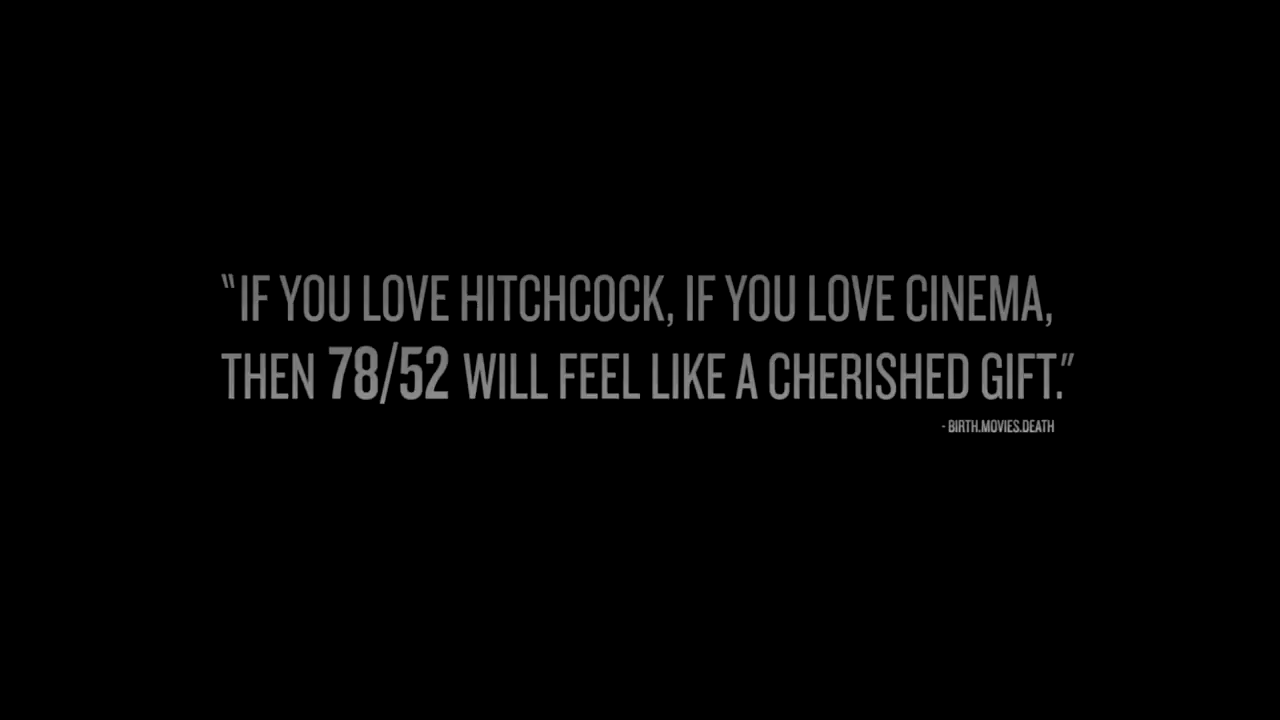 “IF YOU LOVE HITCHCOCK, IF YOU LOVE CINEMA,
THEN 78/52 WILL FEEL LIKE A CHERISHED GIFT.”
- BIRTH.MOVIES.DEATH